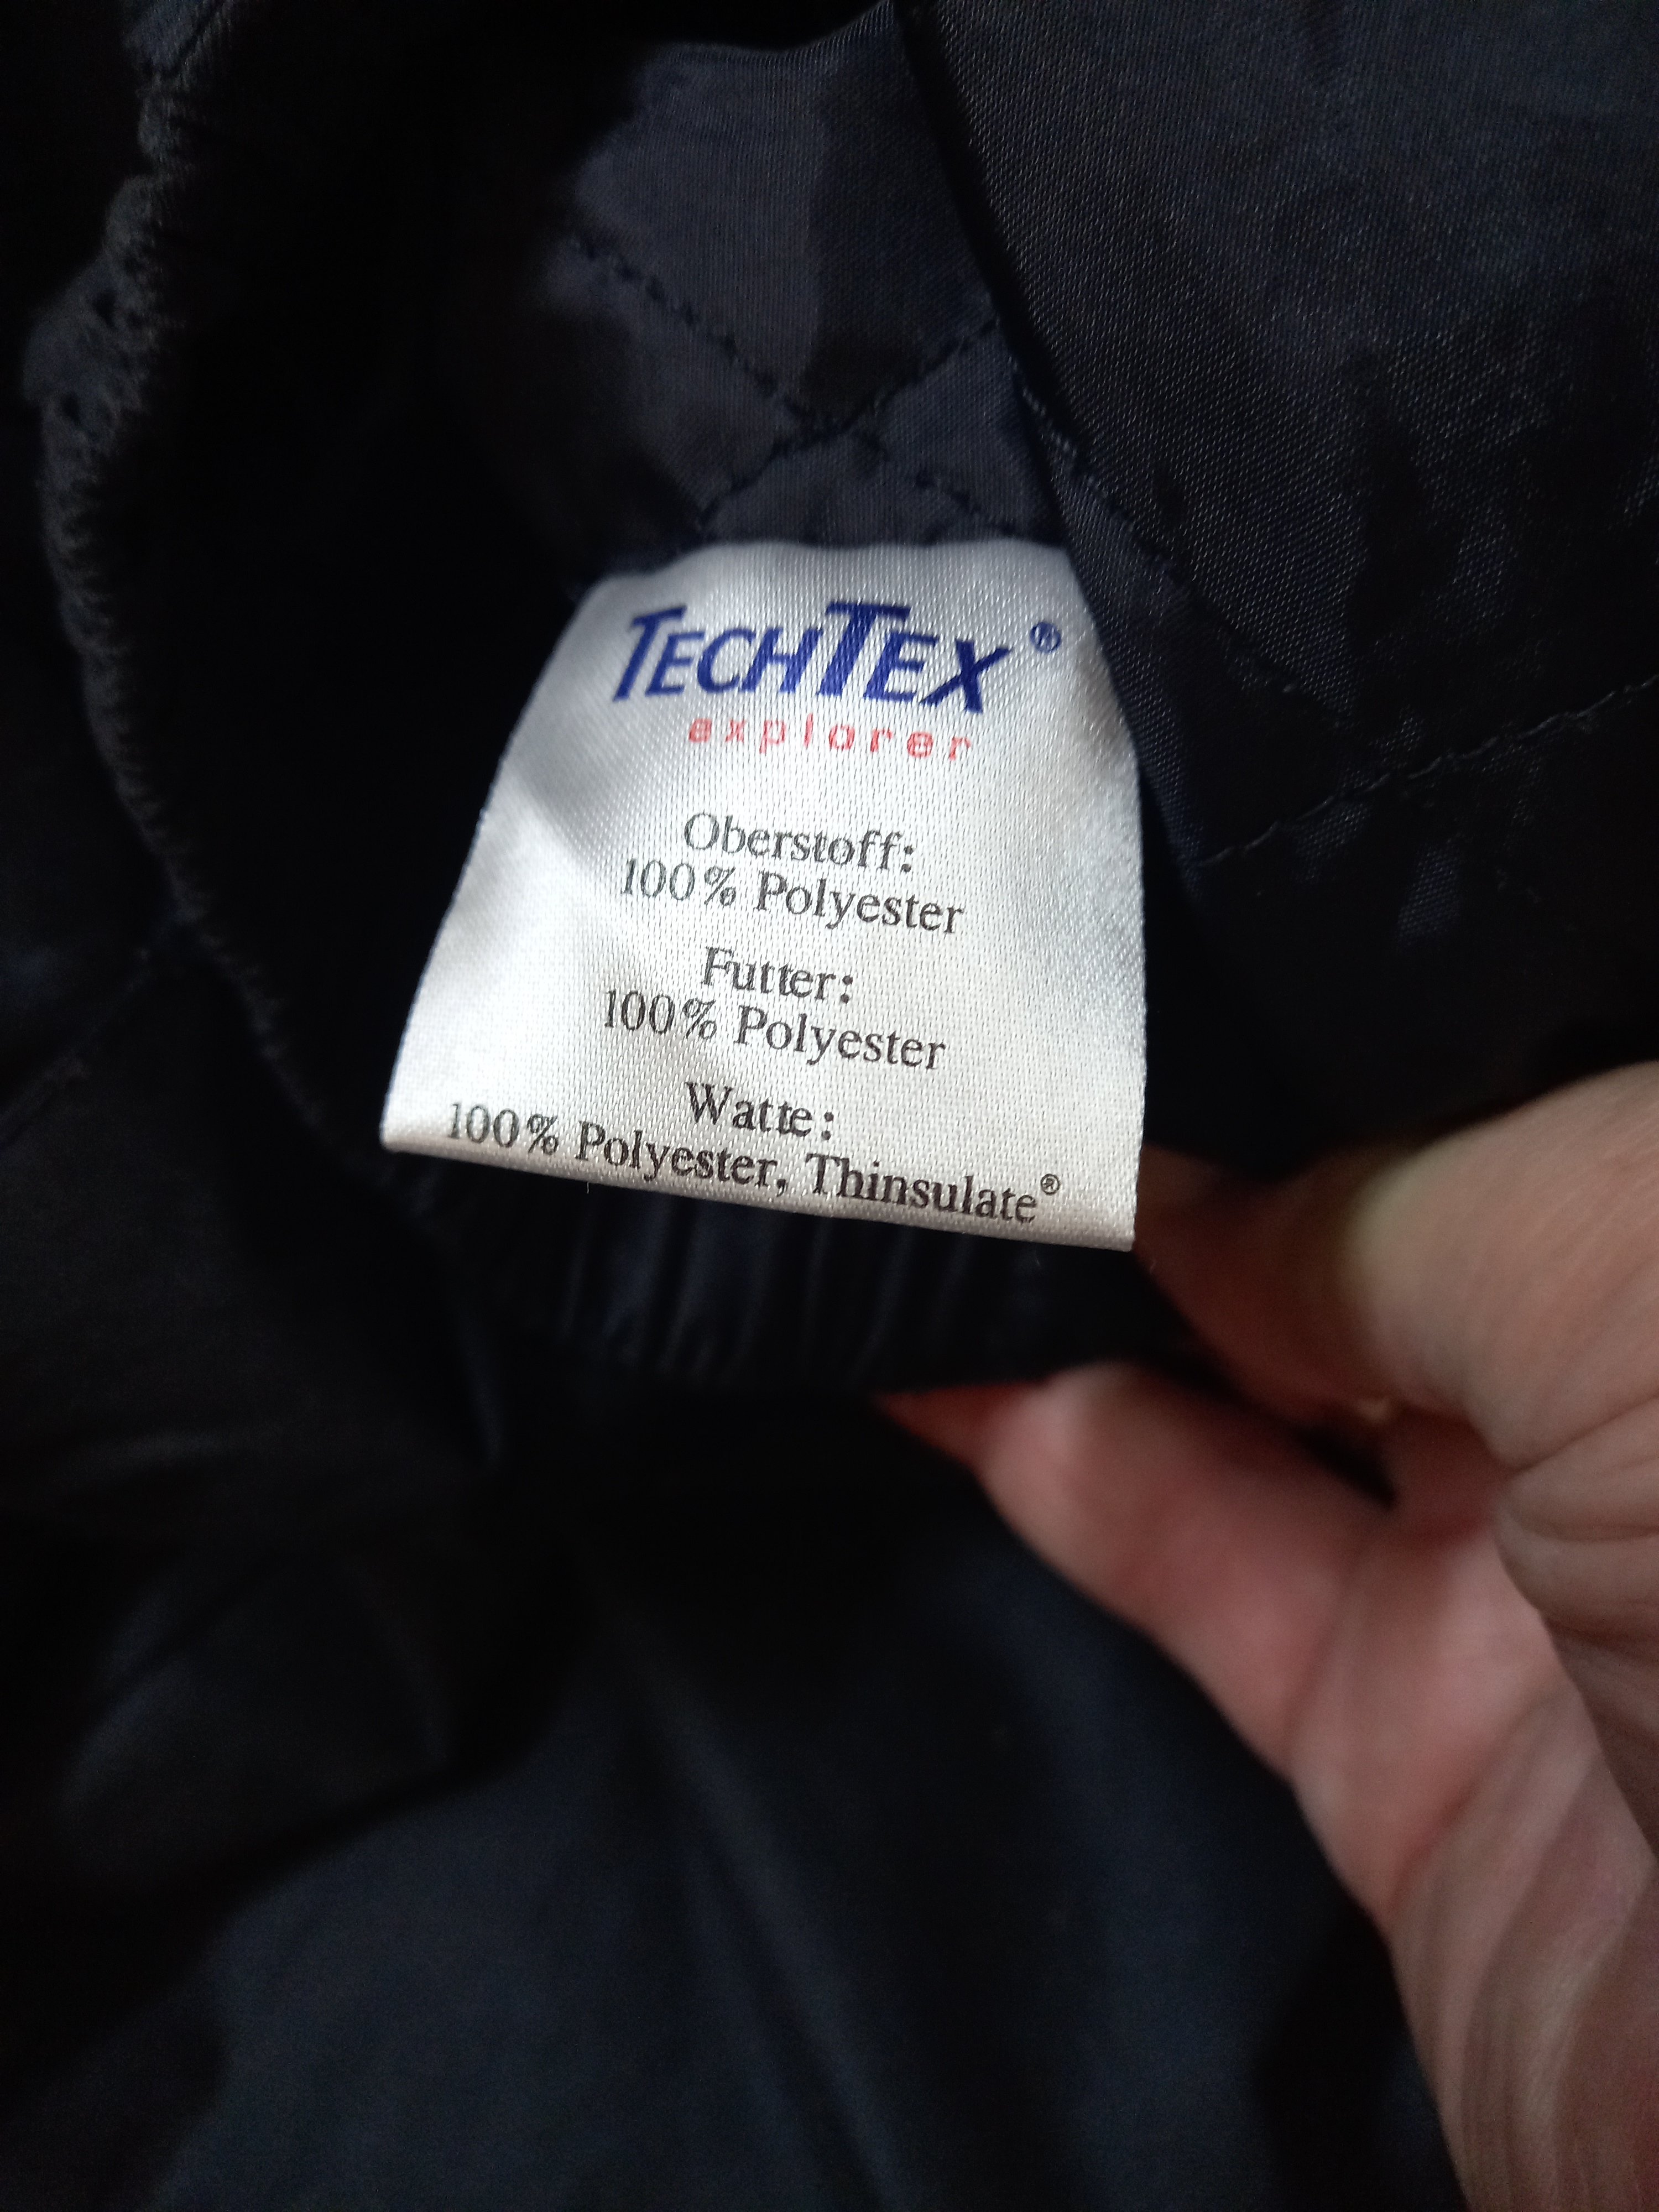 TECHTEX®
explorer
Oberstoff:
100% Polyester
Futter:
100% Polyester
Watte:
100% Polyester, Thinsulate®